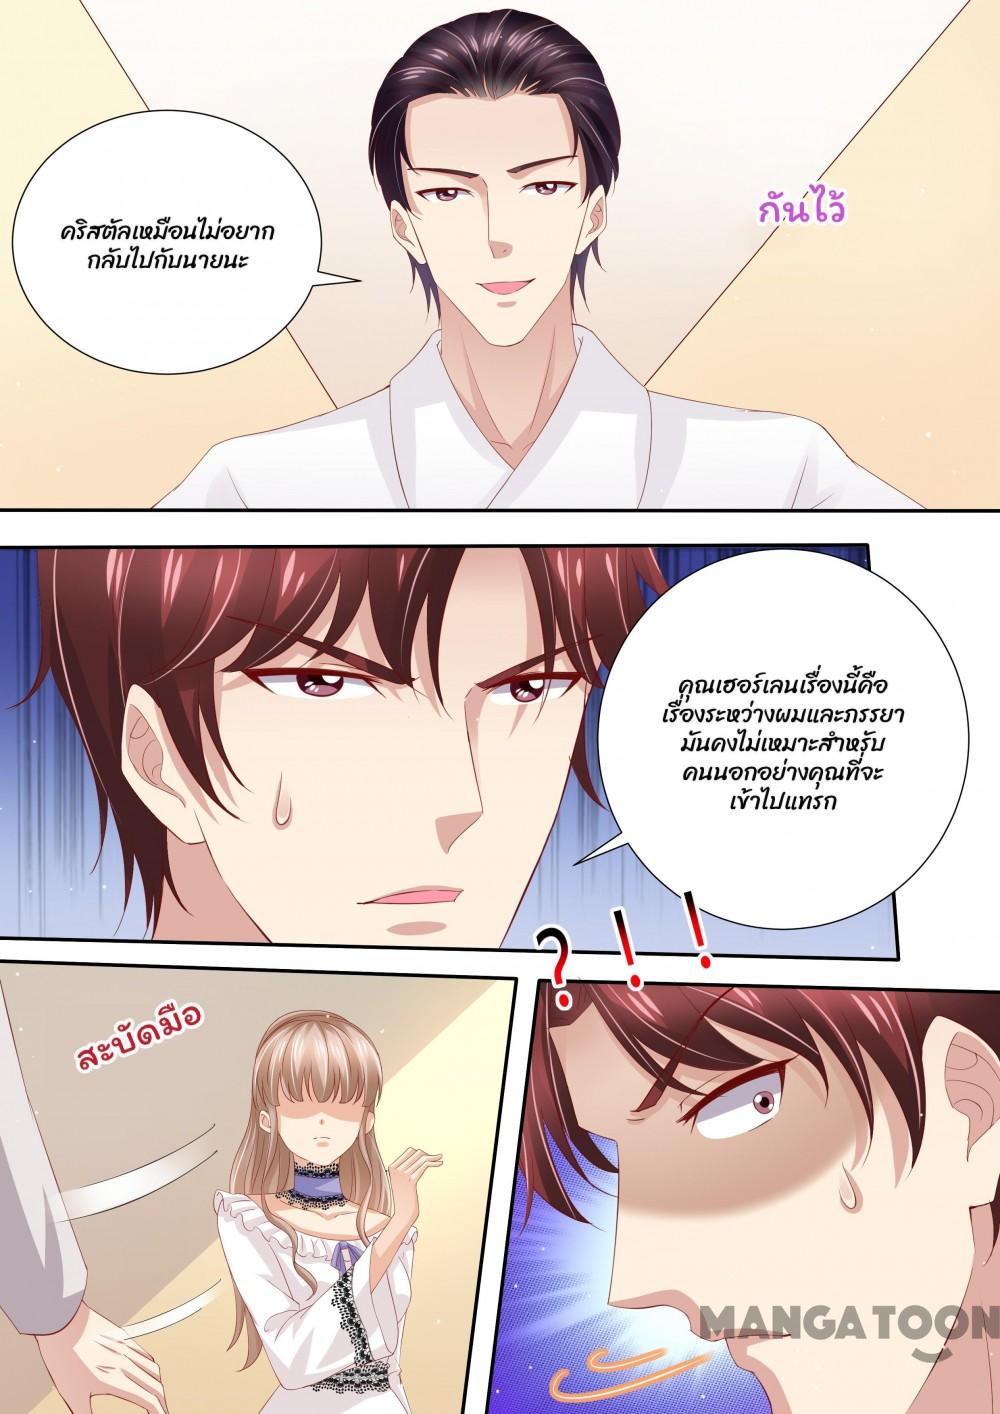 คริสตัลเหมือนไม่อยาก
กลับไปกับนายนะ
กันไว้
คุณเฮอร์เลนเรื่องนี้คือ
เรื่องระหว่างผมและภรรยา
มันคงไม่เหมาะสำหรับ
คนนอกอย่างคุณที่จะ
เข้าไปแทรก
? ! !
สะบัดมือ
MANGATOON